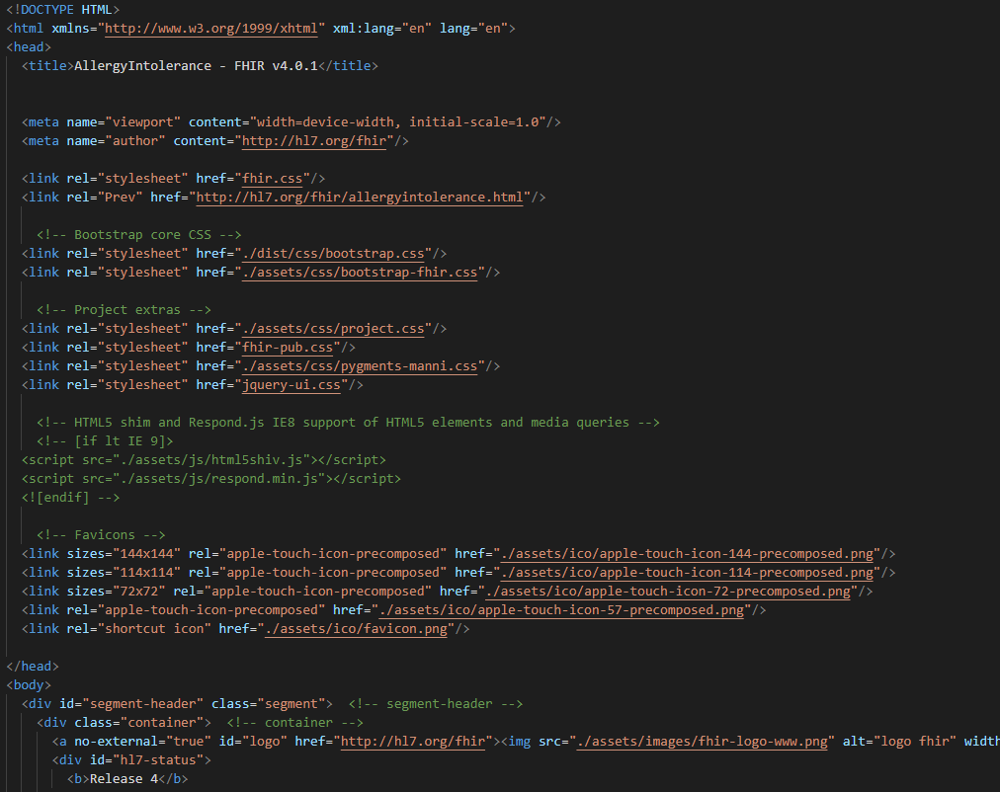 <!DOCTYPE HTML>
<html xmlns="http://www.w3.org/1999/xhtml" xml:lang="en" lang="en">
<head>
<title>AllergyIntolerance - FHIR v4.0.1</title>
<meta name="viewport" content="width=device-width, initial-scale=1.0"/>
<meta name="author" content="http://hl7.org/fhir"/>
<link rel="stylesheet" href="fhir.css"/>
<link rel="Prev" href="http://hl7.org/fhir/allergyintolerance.html"/>
<!-- Bootstrap core CSS -->
<link rel="stylesheet" href="./dist/css/bootstrap.css"/>
<link rel="stylesheet" href="./assets/css/bootstrap-fhir.css"/>
<!-- Project extras -->
<link rel="stylesheet" href="./assets/css/project.css"/>
<link rel="stylesheet" href="fhir-pub.css"/>
<link rel="stylesheet" href="./assets/css/pygments-manni.css"/>
<link rel="stylesheet" href="jquery-ui.css"/>
<!-- HTML5 shim and Respond.js IE8 support of HTML5 elements and media queries -->
<!-- [if lt IE 9]>
<script src="./assets/js/html5shiv.js"></script>
<script src="./assets/js/respond.min.js"></script>
<![endif] -->
<!-- Favicons -->
<link sizes="144x144" rel="apple-touch-icon-precomposed" href="./assets/ico/apple-touch-icon-144-precomposed.png"/>
<link sizes="114x114" rel="apple-touch-icon-precomposed" href="./assets/ico/apple-touch-icon-114-precomposed.png"/>
<link sizes="72x72" rel="apple-touch-icon-precomposed" href="./assets/ico/apple-touch-icon-72-precomposed.png"/>
<link rel="apple-touch-icon-precomposed" href="./assets/ico/apple-touch-icon-57-precomposed.png"/>
<link rel="shortcut icon" href="./assets/ico/favicon.png"/>
</head>
<body>
<div id="segment-header" class="segment"> <!-- segment-header -->
<div class="container"> <!-- container -->
<a no-external="true" id="logo" href="http://hl7.org/fhir"><img src="./assets/images/fhir-logo-www.png" alt="logo fhir" width
<div id="hl7-status">
<b>Release 4</b>